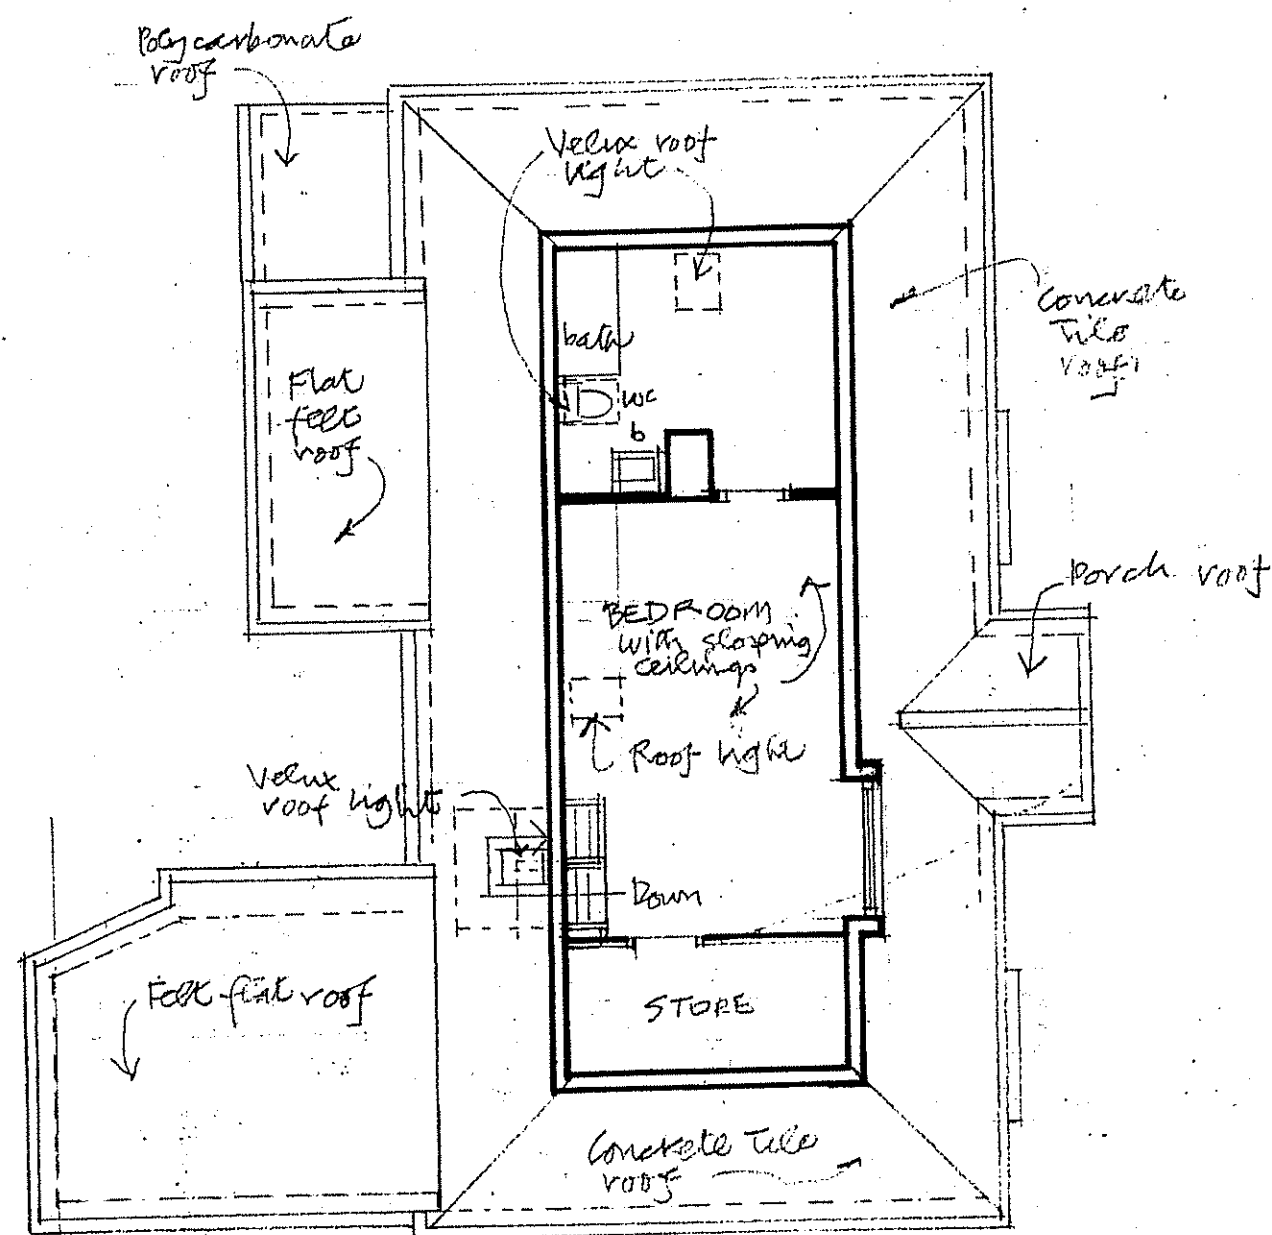 Polycarbonate
roof
Velux roof
light
Concrete
Tile
roof
bath
Flat
felt
roof
wc
b
Porch roof
BEDROOM
with sloping
ceilings
Roof light
Velux
roof light
Down
Felt flat roof
STORE
Concrete Tile
roof